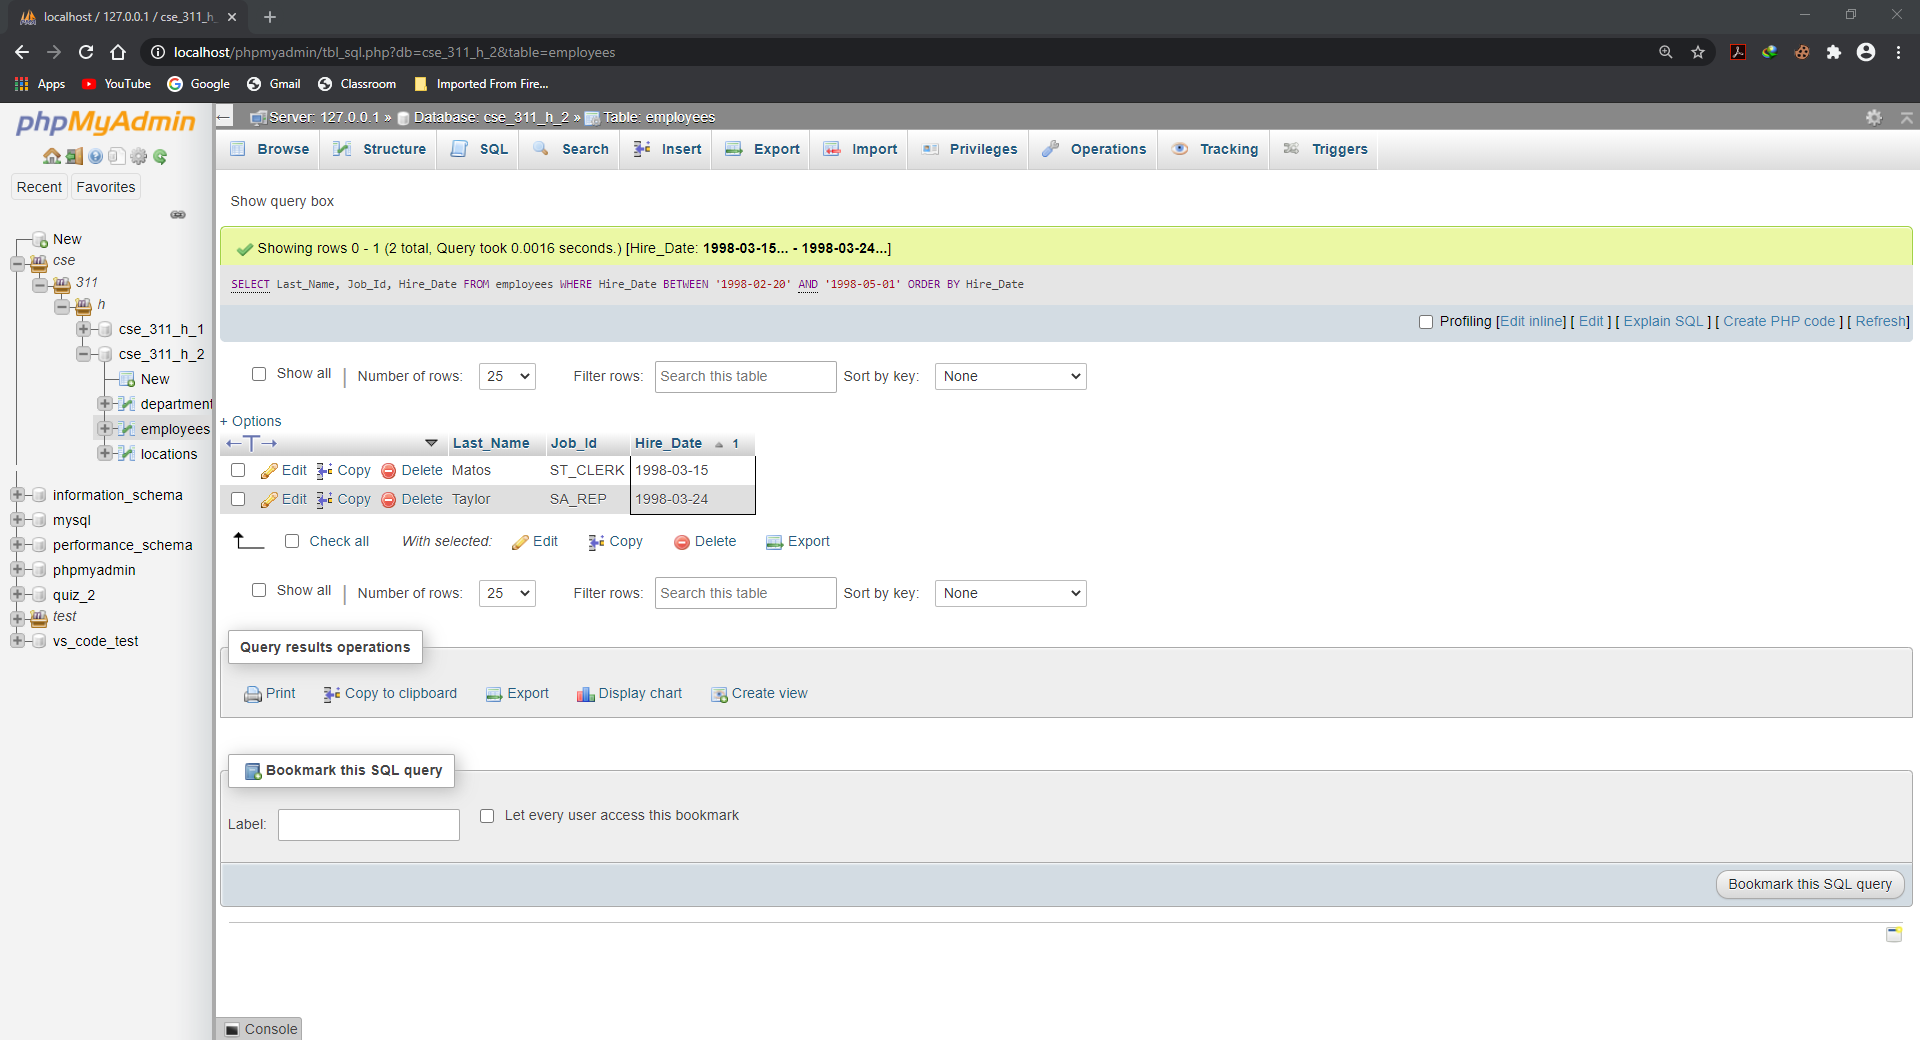 localhost / 127.0.0.1 / cse_311_h_
localhost/phpmyadmin/tbl_sql.php?db=cse_311_h_2&table=employees
Apps YouTube Google Gmail Classroom Imported From Fire...
phpMyAdmin
Recent Favorites
New
cse
311
h
cse_311_h_1
cse_311_h_2
New
department
employees
locations
information_schema
mysql
performance_schema
phpmyadmin
quiz_2
test
vs_code_test
Server: 127.0.0.1 » Database: cse_311_h_2 » Table: employees
Browse Structure SQL Search Insert Export Import Privileges Operations Tracking Triggers
Show query box
Showing rows 0 - 1 (2 total, Query took 0.0016 seconds.) [Hire_Date: 1998-03-15... - 1998-03-24...]
SELECT Last_Name, Job_Id, Hire_Date FROM employees WHERE Hire_Date BETWEEN '1998-02-20' AND '1998-05-01' ORDER BY Hire_Date
Profiling [Edit inline] [ Edit ] [ Explain SQL ] [ Create PHP code ] [ Refresh]
Show all | Number of rows: 25 Filter rows: Search this table Sort by key: None
+ Options
←T→ Last_Name Job_Id Hire_Date 1
Edit Copy Delete Matos ST_CLERK 1998-03-15
Edit Copy Delete Taylor SA_REP 1998-03-24
Check all With selected: Edit Copy Delete Export
Show all | Number of rows: 25 Filter rows: Search this table Sort by key: None
Query results operations
Print Copy to clipboard Export Display chart Create view
Bookmark this SQL query
Label: Let every user access this bookmark
Bookmark this SQL query
Console